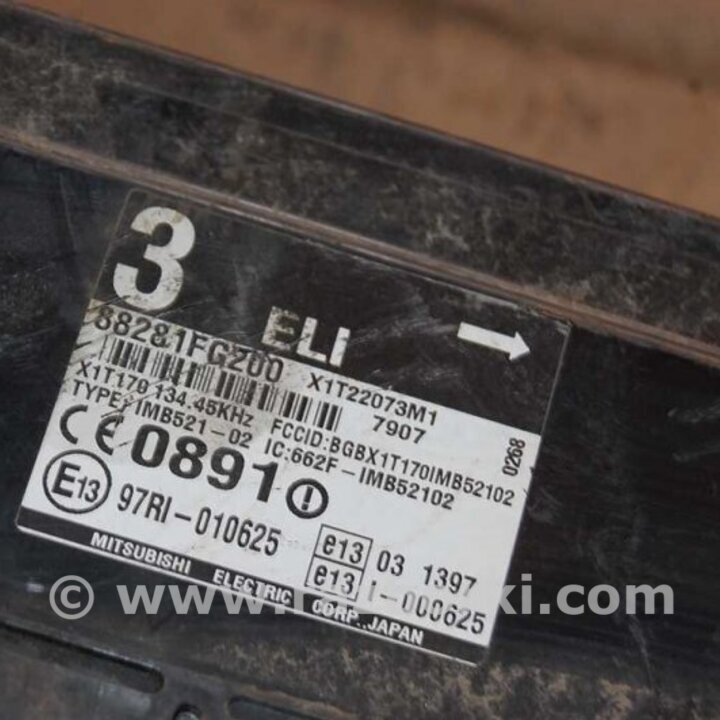 3
ELI
88281FG200 X1T22073M1
7907
X1T170 134.45KHz FCCID:BGBX1T170IMB52102
TYPE: IMB521-02 IC:662F-IMB52102
0268
CE 0891
E13 97RI-010625
e13 03 1397
e13 I-000625
MITSUBISHI ELECTRIC CORP. JAPAN
© www. ki.com